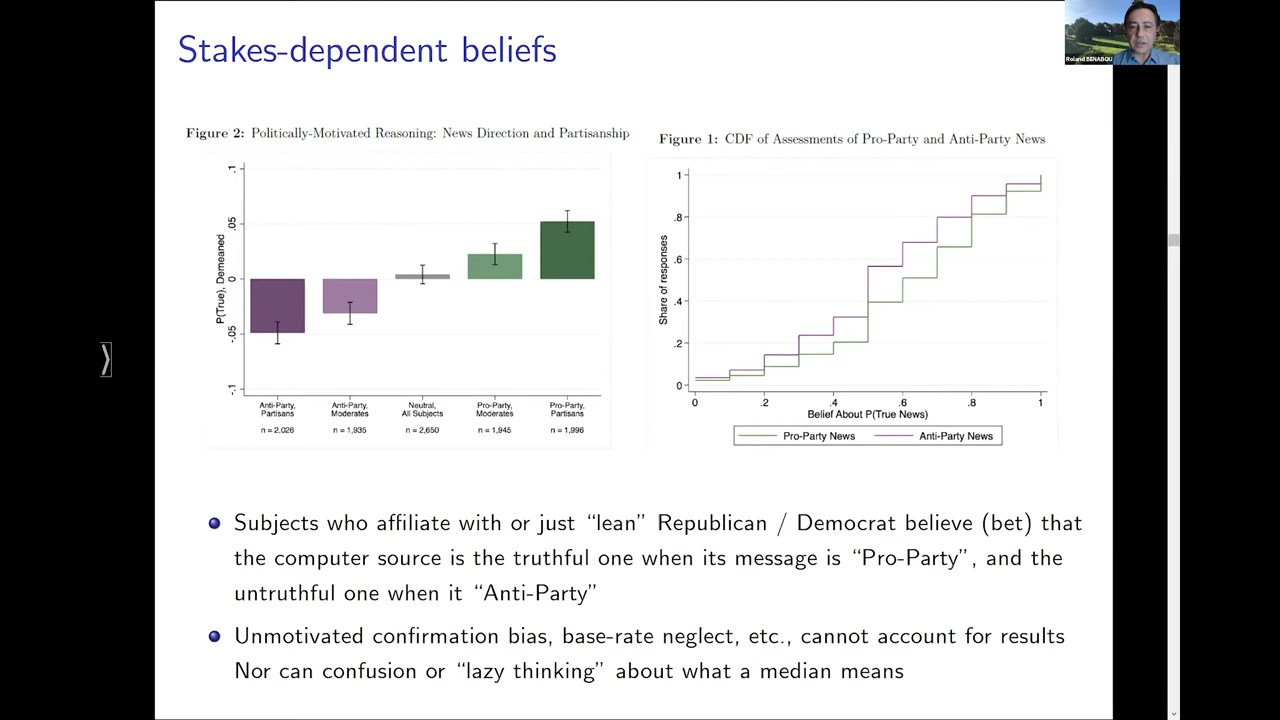 Stakes-dependent beliefs
Roland BENABOU
Figure 2: Politically-Motivated Reasoning: News Direction and Partisanship
P(True), Demeaned
.1
.05
0
-.05
-.1
Anti-Party, Partisans
Anti-Party, Moderates
Neutral, All Subjects
Pro-Party, Moderates
Pro-Party, Partisans
n = 2,026
n = 1,935
n = 2,650
n = 1,945
n = 1,996
Figure 1: CDF of Assessments of Pro-Party and Anti-Party News
Share of responses
1
.8
.6
.4
.2
0
0 .2 .4 .6 .8 1
Belief About P(True News)
Pro-Party News Anti-Party News
Subjects who affiliate with or just “lean” Republican / Democrat believe (bet) that
the computer source is the truthful one when its message is “Pro-Party”, and the
untruthful one when it “Anti-Party”
Unmotivated confirmation bias, base-rate neglect, etc., cannot account for results
Nor can confusion or “lazy thinking” about what a median means